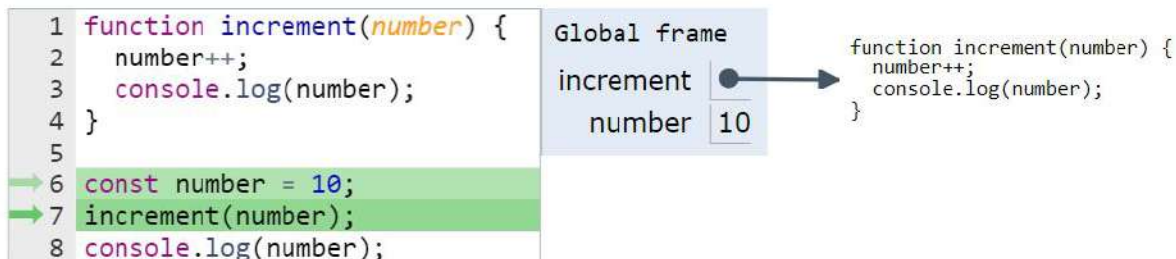 1 function increment(number) {
2   number++;
3   console.log(number);
4 }
5
6 const number = 10;
7 increment(number);
8 console.log(number);
Global frame
increment
number 10
function increment(number) {
  number++;
  console.log(number);
}